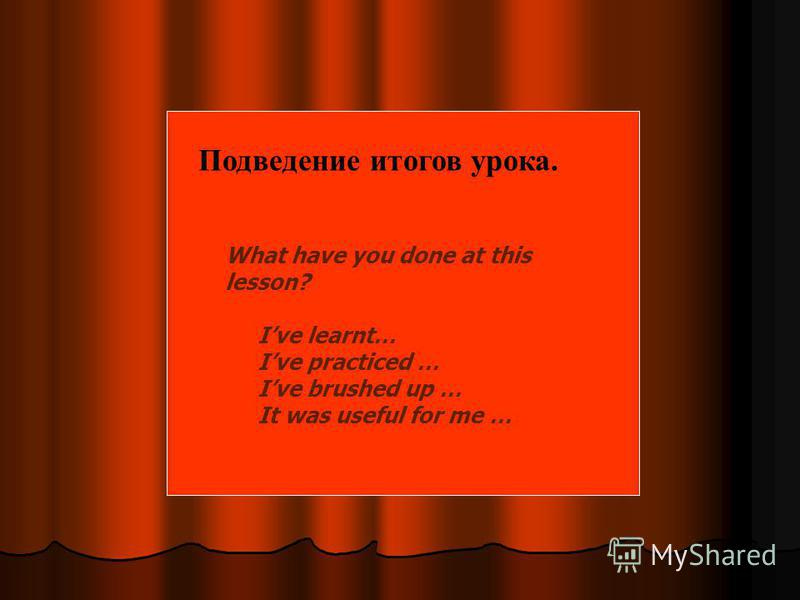 Подведение итогов урока.
What have you done at this
lesson?
I’ve learnt…
I’ve practiced …
I’ve brushed up …
It was useful for me …
MyShared